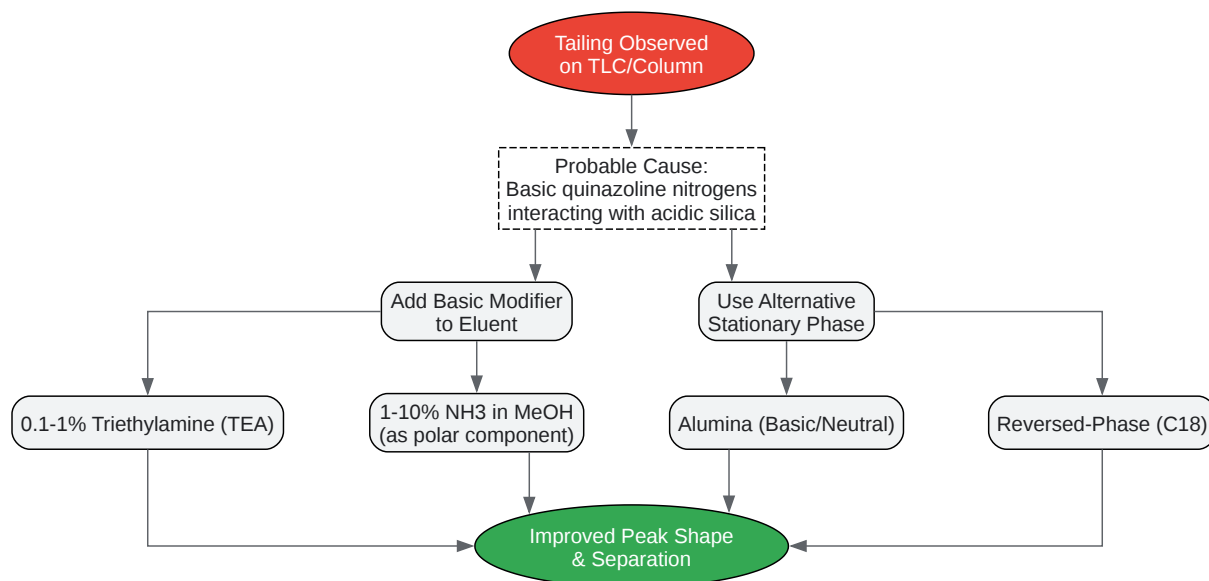 Tailing Observed
on TLC/Column
Probable Cause:
Basic quinazoline nitrogens
interacting with acidic silica
Add Basic Modifier
to Eluent
Use Alternative
Stationary Phase
0.1-1% Triethylamine (TEA)
1-10% NH3 in MeOH
(as polar component)
Alumina (Basic/Neutral)
Reversed-Phase (C18)
Improved Peak Shape
& Separation